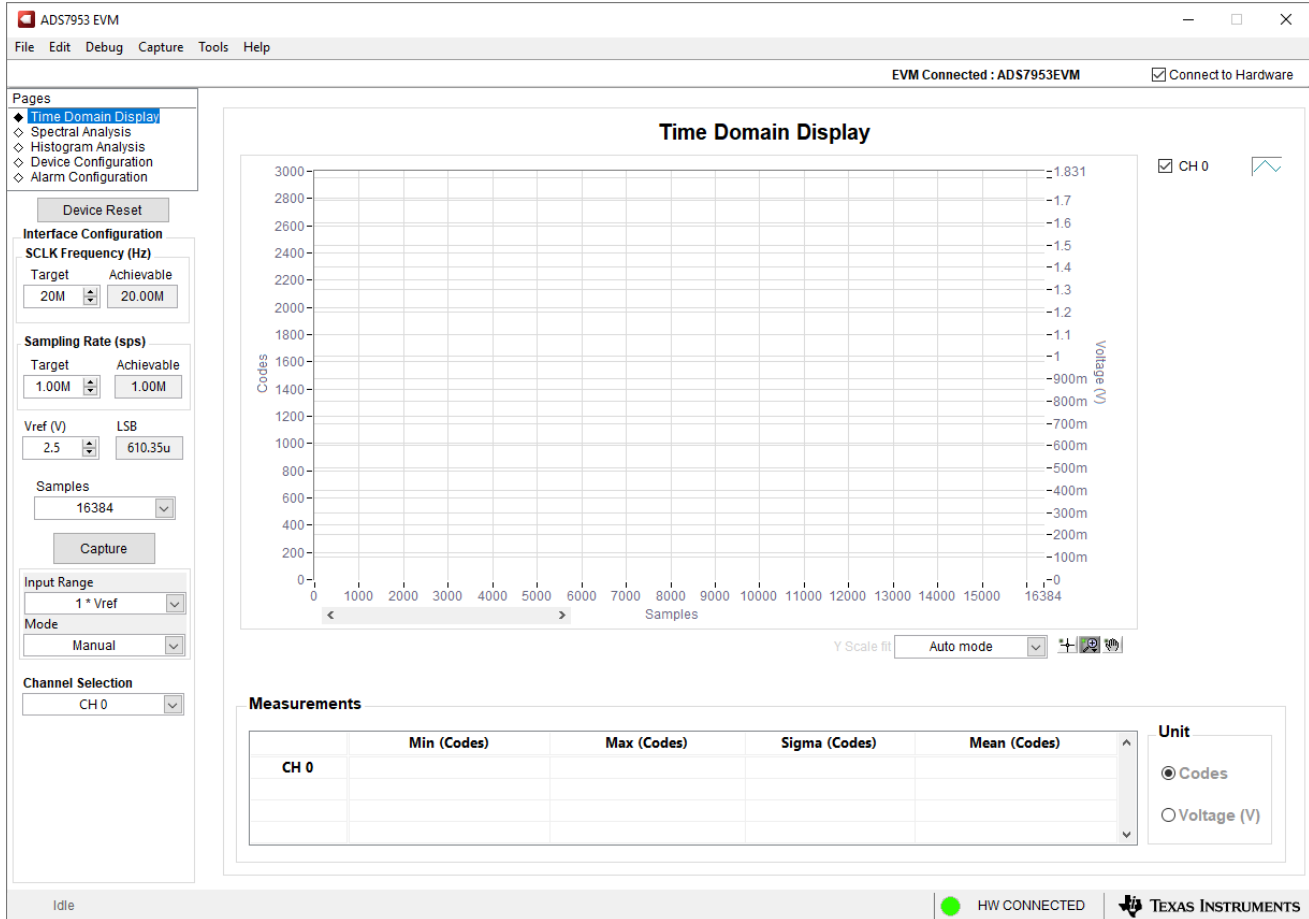 ADS7953 EVM
File Edit Debug Capture Tools Help
EVM Connected : ADS7953EVM
Connect to Hardware
Pages
Time Domain Display
Spectral Analysis
Histogram Analysis
Device Configuration
Alarm Configuration
Device Reset
Interface Configuration
SCLK Frequency (Hz)
Target Achievable
20M 20.00M
Sampling Rate (sps)
Target Achievable
1.00M 1.00M
Vref (V) LSB
2.5 610.35u
Samples
16384
Capture
Input Range
1 * Vref
Mode
Manual
Channel Selection
CH 0
Time Domain Display
Codes
3000
2800
2600
2400
2200
2000
1800
1600
1400
1200
1000
800
600
400
200
0
0 1000 2000 3000 4000 5000 6000 7000 8000 9000 10000 11000 12000 13000 14000 15000 16384
Samples
1.831
1.7
1.6
1.5
1.4
1.3
1.2
1.1
1
900m
800m
700m
600m
500m
400m
300m
200m
100m
0
Voltage (V)
CH 0
Y Scale fit Auto mode
Measurements
Min (Codes) Max (Codes) Sigma (Codes) Mean (Codes)
CH 0
Unit
Codes
Voltage (V)
Idle
HW CONNECTED
TEXAS INSTRUMENTS